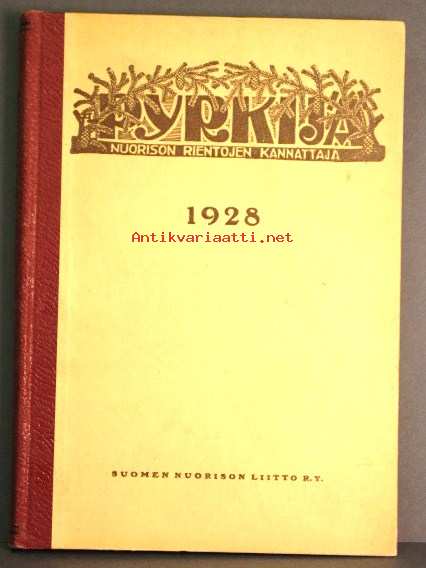 PYRKIJÄ
NUORISON RIENTOJEN KANNATTAJA
1928
Antikvariaatti.net
SUOMEN NUORISON LIITTO R.Y.